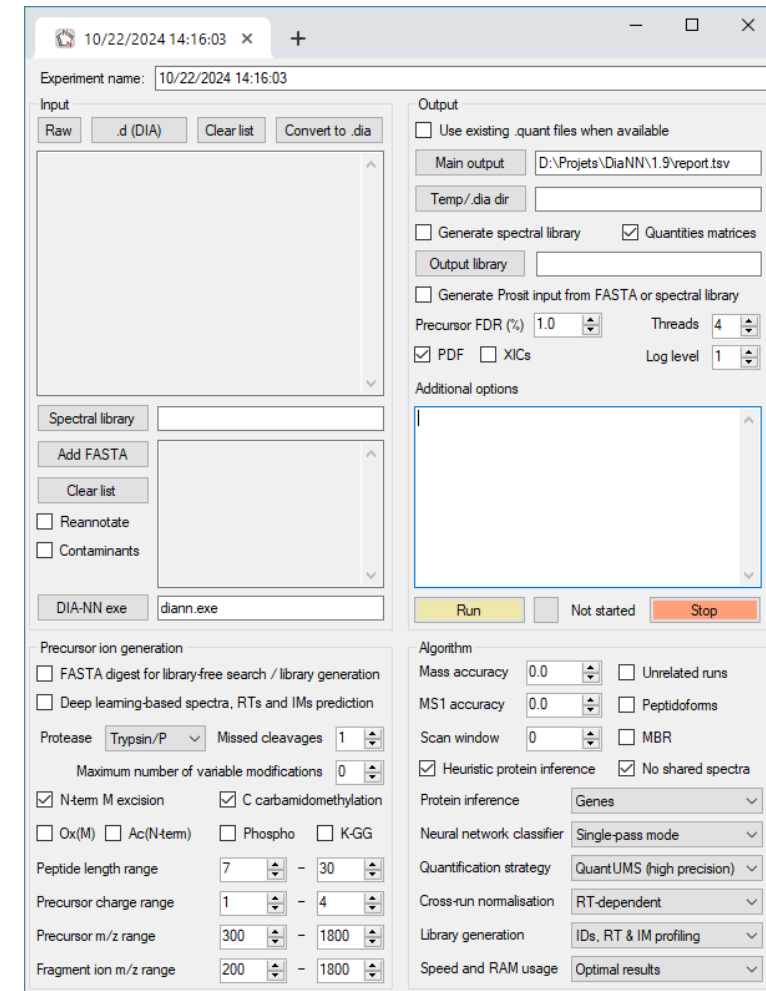 10/22/2024 14:16:03
Experiment name: 10/22/2024 14:16:03
Input
Raw .d (DIA) Clear list Convert to .dia
Spectral library
Add FASTA
Clear list
Reannotate
Contaminants
DIA-NN exe diann.exe
Output
Use existing .quant files when available
Main output D:\Projets\DiaNN\1.9\report.tsv
Temp/.dia dir
Generate spectral library Quantities matrices
Output library
Generate Prosit input from FASTA or spectral library
Precursor FDR (%) 1.0 Threads 4
PDF XICs Log level 1
Additional options
Run Not started Stop
Precursor ion generation
FASTA digest for library-free search / library generation
Deep learning-based spectra, RTs and IMs prediction
Protease Trypsin/P Missed cleavages 1
Maximum number of variable modifications 0
N-term M excision C carbamidomethylation
Ox(M) Ac(N-term) Phospho K-GG
Peptide length range 7 - 30
Precursor charge range 1 - 4
Precursor m/z range 300 - 1800
Fragment ion m/z range 200 - 1800
Algorithm
Mass accuracy 0.0 Unrelated runs
MS1 accuracy 0.0 Peptidoforms
Scan window 0 MBR
Heuristic protein inference No shared spectra
Protein inference Genes
Neural network classifier Single-pass mode
Quantification strategy QuantUMS (high precision)
Cross-run normalisation RT-dependent
Library generation IDs, RT & IM profiling
Speed and RAM usage Optimal results